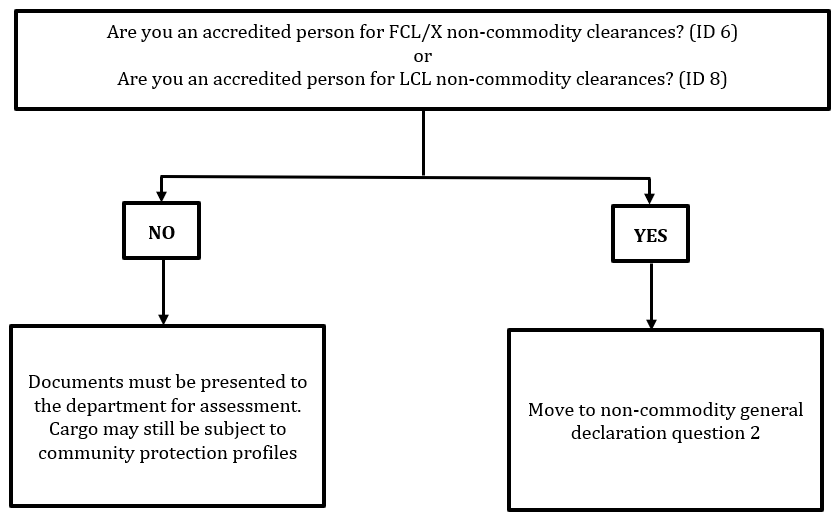 Are you an accredited person for FCL/X non-commodity clearances? (ID 6)
or
Are you an accredited person for LCL non-commodity clearances? (ID 8)
NO
YES
Documents must be presented to
the department for assessment.
Cargo may still be subject to
community protection profiles
Move to non-commodity general
declaration question 2